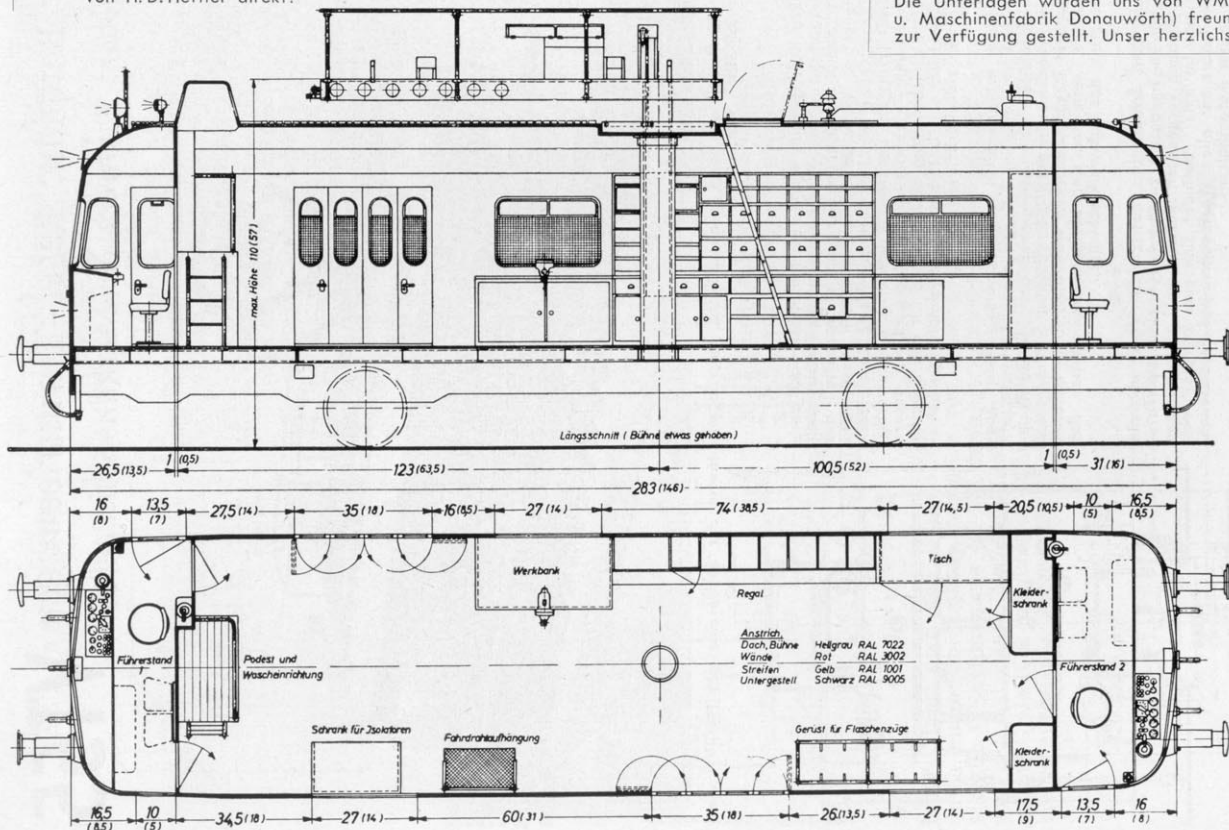 von H.D.Hettler direkt.
Die Unterlagen wurden uns von WM
u. Maschinenfabrik Donauwörth) freun
zur Verfügung gestellt. Unser herzlichs
max. Höhe 110 (57)
Längsschnitt ( Bühne etwas gehoben)
26,5 (13,5) 1 (0,5) 123 (63,5) 100,5 (52) 1 (0,5) 31 (16)
283 (146)
16 (8) 13,5 (7) 27,5 (14) 35 (18) 16 (8,5) 27 (14) 74 (38,5) 27 (14,5) 20,5 (10,5) 10 (5) 16,5 (8,5)
Werkbank
Tisch
Regal
Kleider-
schrank
Anstrich,
Dach, Bühne Hellgrau RAL 7022
Wände Rot RAL 3002
Streifen Gelb RAL 1001
Untergestell Schwarz RAL 9005
Führerstand
Podest und
Wascheinrichtung
Führerstand 2
Schrank für Isolatoren
Fahrdrahtaufhängung
Gerüst für Flaschenzüge
Kleider-
schrank
16,5 (8,5) 10 (5) 34,5 (18) 27 (14) 60 (31) 35 (18) 26 (13,5) 27 (14) 17,5 (9) 13,5 (7) 16 (8)